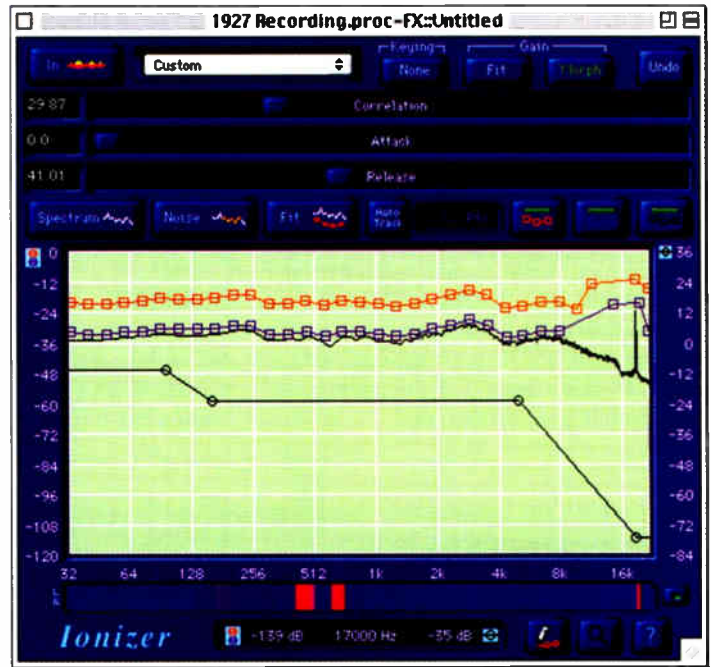 1927 Recording.proc-FX::Untitled
Keying Gain
In Custom None Fit Morph Undo
29.87 Correlation
0.0 Attack
41.01 Release
Spectrum Noise Fit Auto Track
0 36
-12 24
-24 12
-36 0
-48 -12
-60 -24
-72 -36
-84 -48
-96 -60
-108 -72
-120 -84
32 64 128 256 512 1k 2k 4k 8k 16k
Ionizer -139 dB 17000 Hz -35 dB ?